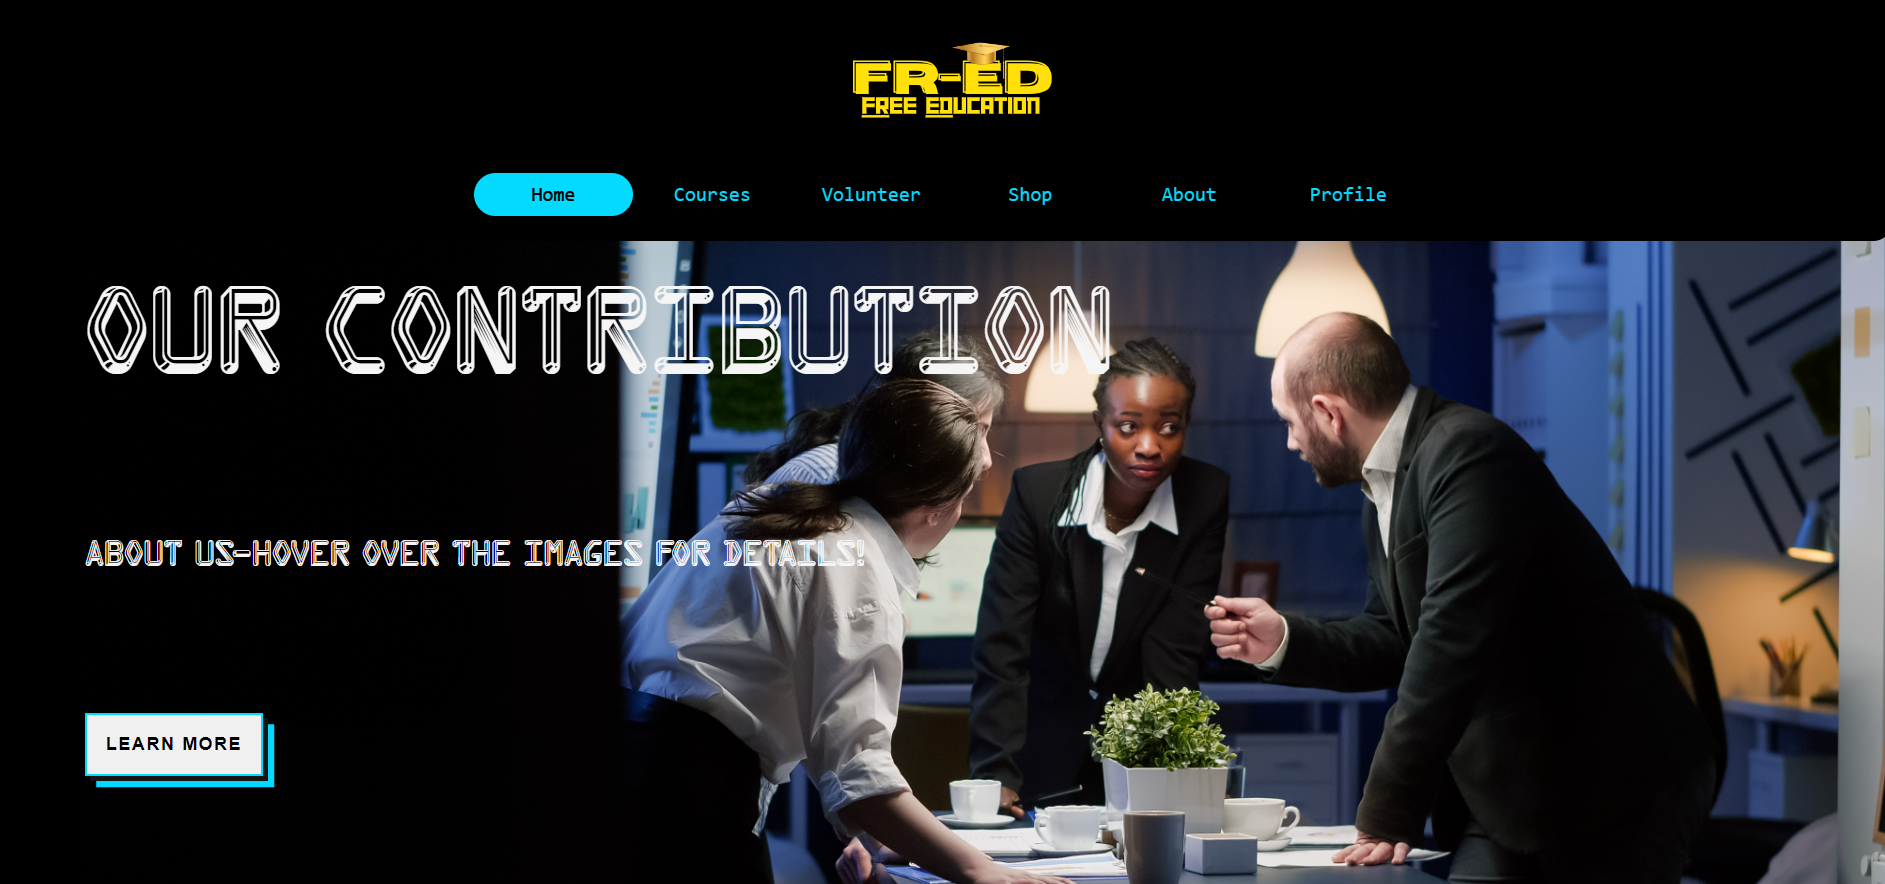 FR-ED
FREE EDUCATION
Home Courses Volunteer Shop About Profile
OUR CONTRIBUTION
ABOUT US-HOVER OVER THE IMAGES FOR DETAILS!
LEARN MORE